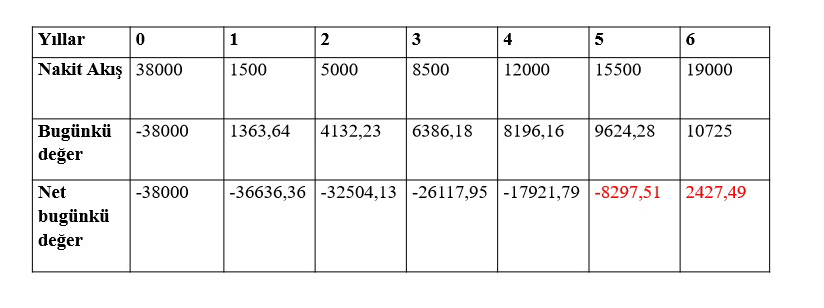 Yıllar 0 1 2 3 4 5 6
Nakit Akış 38000 1500 5000 8500 12000 15500 19000
Bugünkü değer -38000 1363,64 4132,23 6386,18 8196,16 9624,28 10725
Net bugünkü değer -38000 -36636,36 -32504,13 -26117,95 -17921,79 -8297,51 2427,49